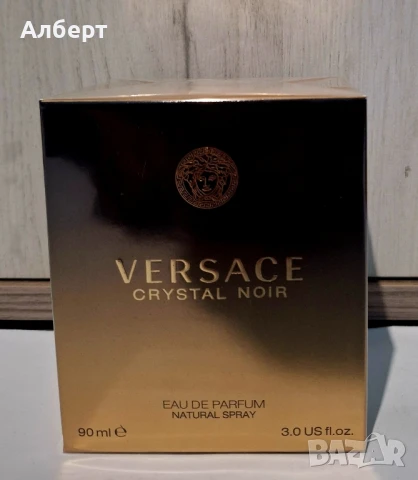 Алберт
VERSACE
CRYSTAL NOIR
EAU DE PARFUM
NATURAL SPRAY
90 ml ℮ 3.0 US fl.oz.
BAZAR